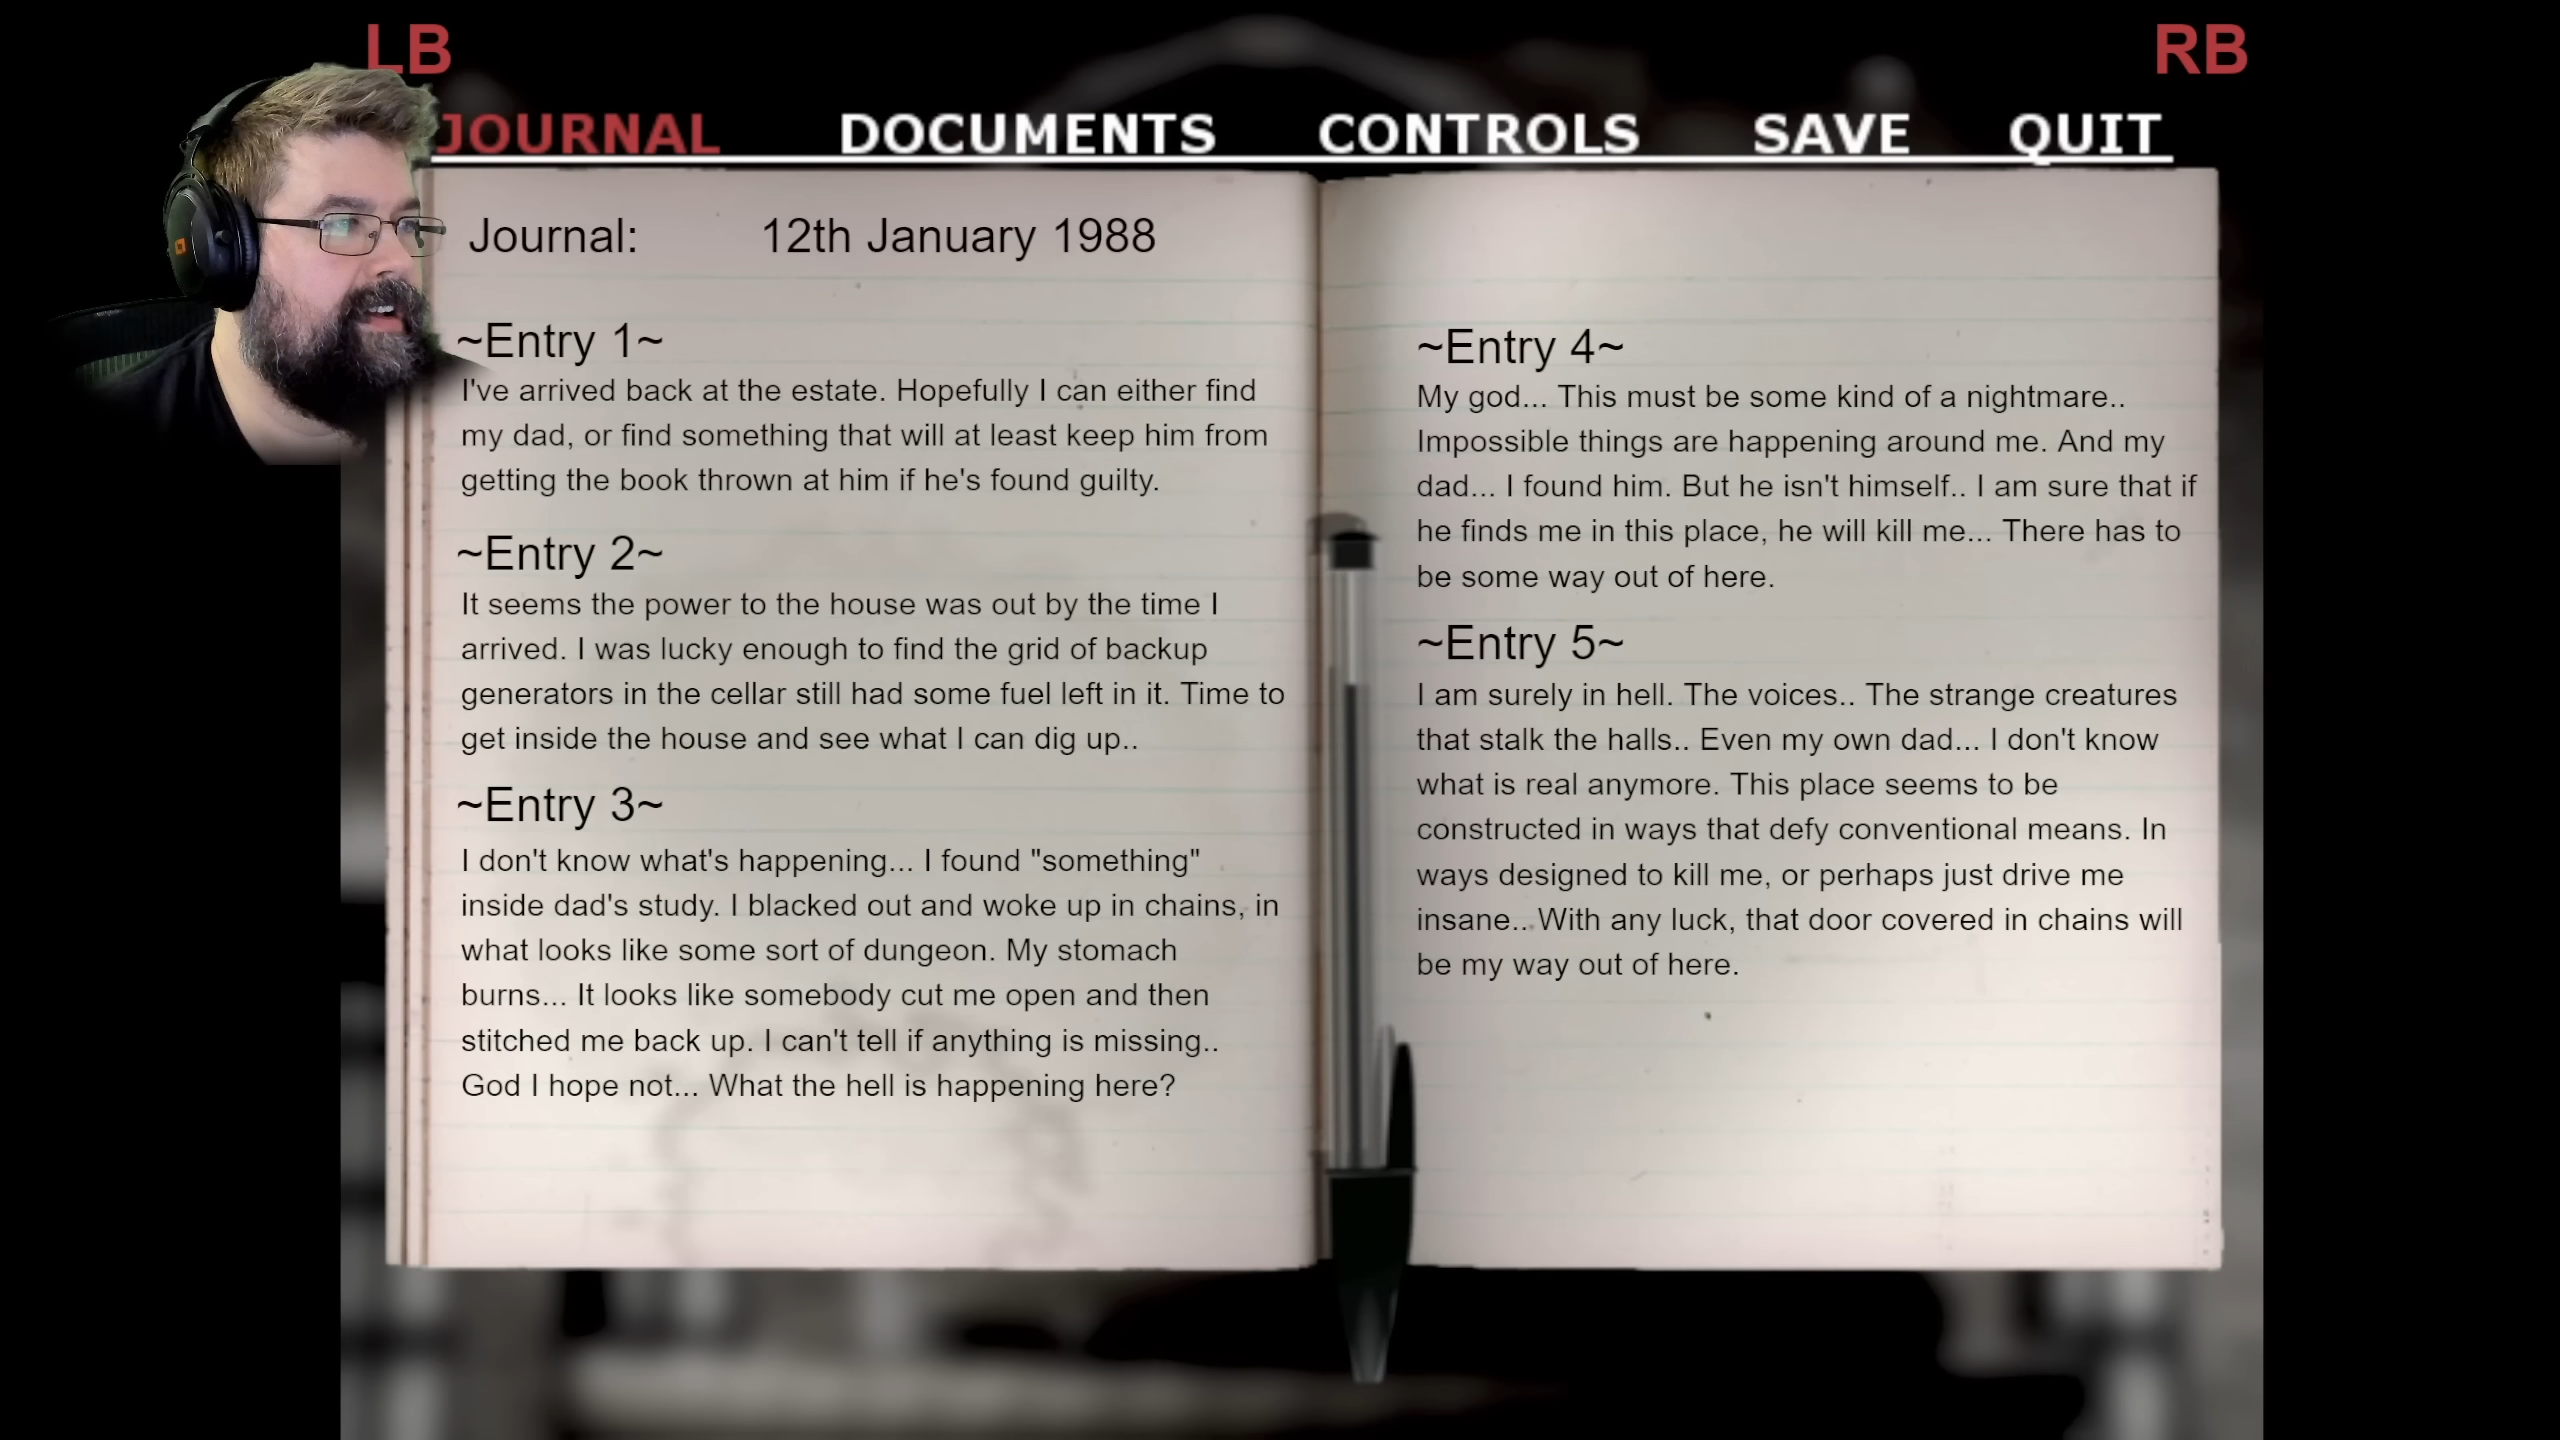 LB
RB
JOURNAL DOCUMENTS CONTROLS SAVE QUIT
Journal: 12th January 1988
~Entry 1~
I've arrived back at the estate. Hopefully I can either find
my dad, or find something that will at least keep him from
getting the book thrown at him if he's found guilty.
~Entry 2~
It seems the power to the house was out by the time I
arrived. I was lucky enough to find the grid of backup
generators in the cellar still had some fuel left in it. Time to
get inside the house and see what I can dig up..
~Entry 3~
I don't know what's happening... I found "something"
inside dad's study. I blacked out and woke up in chains, in
what looks like some sort of dungeon. My stomach
burns... It looks like somebody cut me open and then
stitched me back up. I can't tell if anything is missing..
God I hope not... What the hell is happening here?
~Entry 4~
My god... This must be some kind of a nightmare..
Impossible things are happening around me. And my
dad... I found him. But he isn't himself.. I am sure that if
he finds me in this place, he will kill me... There has to
be some way out of here.
~Entry 5~
I am surely in hell. The voices.. The strange creatures
that stalk the halls.. Even my own dad... I don't know
what is real anymore. This place seems to be
constructed in ways that defy conventional means. In
ways designed to kill me, or perhaps just drive me
insane.. With any luck, that door covered in chains will
be my way out of here.